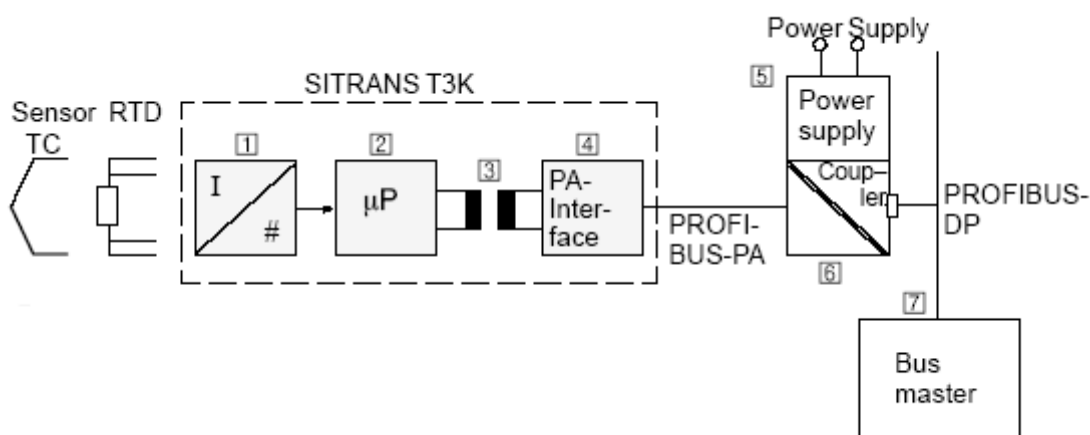 Power Supply
SITRANS T3K
5
Power
supply
Sensor RTD
TC
1
2
3
4
I
#
µP
PA-
Inter-
face
Coup-
ler
PROFI-
BUS-PA
PROFIBUS-
DP
6
7
Bus
master